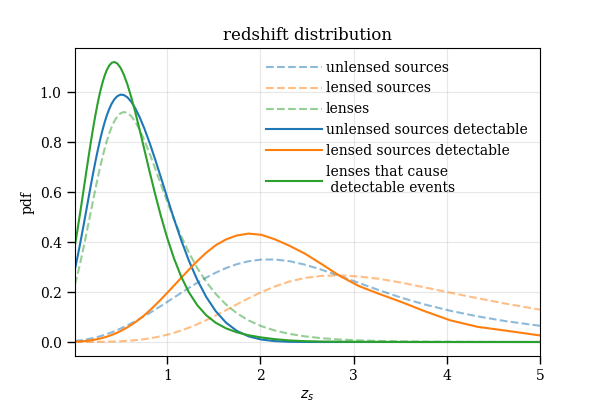 redshift distribution
unlensed sources
lensed sources
lenses
unlensed sources detectable
lensed sources detectable
lenses that cause
detectable events
pdf
1.0
0.8
0.6
0.4
0.2
0.0
1
2
3
4
5
z_s